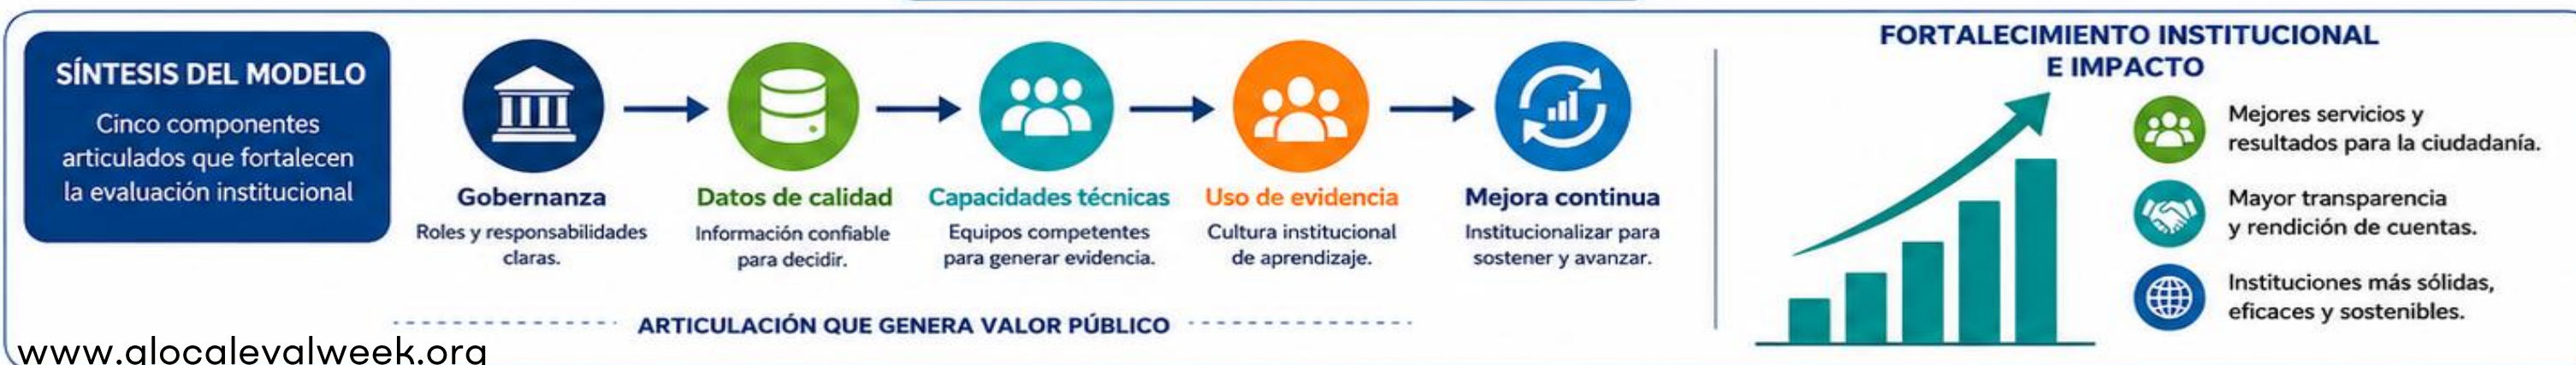 SÍNTESIS DEL MODELO
Cinco componentes
articulados que fortalecen
la evaluación institucional
Gobernanza
Roles y responsabilidades
claras.
Datos de calidad
Información confiable
para decidir.
Capacidades técnicas
Equipos competentes
para generar evidencia.
Uso de evidencia
Cultura institucional
de aprendizaje.
Mejora continua
Institucionalizar para
sostener y avanzar.
ARTICULACIÓN QUE GENERA VALOR PÚBLICO
FORTALECIMIENTO INSTITUCIONAL
E IMPACTO
Mejores servicios y
resultados para la ciudadanía.
Mayor transparencia
y rendición de cuentas.
Instituciones más sólidas,
eficaces y sostenibles.
www.glocalevalweek.org